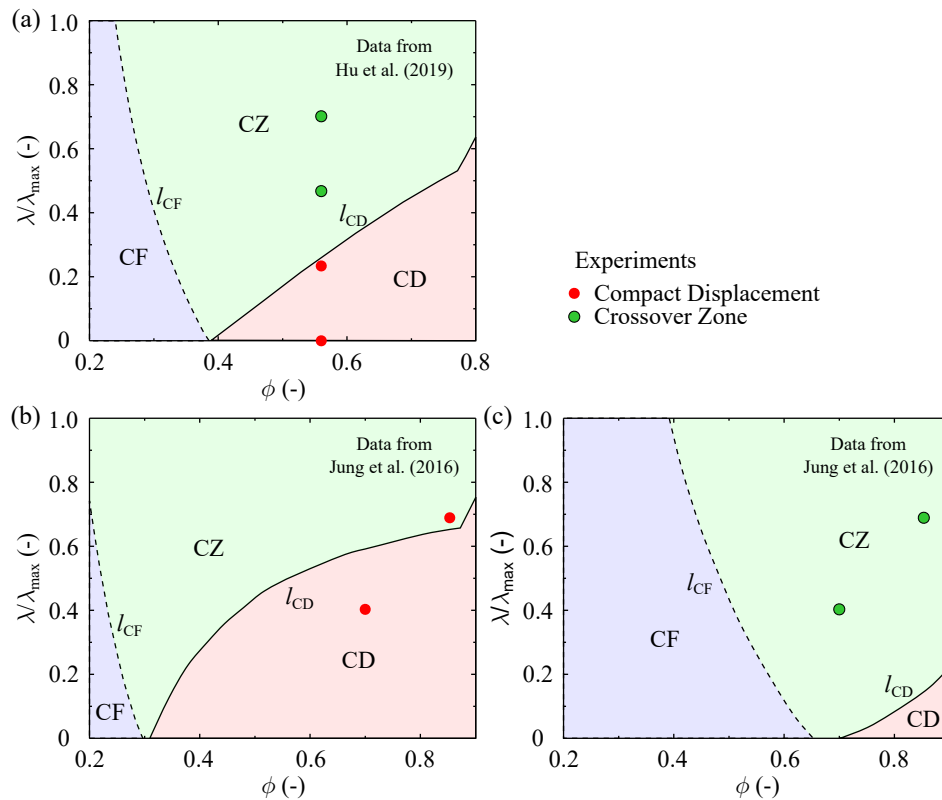 (a)
1.0
0.8
0.6
0.4
0.2
0
λ/λmax (-)
Data from
Hu et al. (2019)
CZ
lCF
lCD
CF
CD
0.2
0.4
0.6
0.8
ϕ (-)
Experiments
Compact Displacement
Crossover Zone
(b)
1.0
0.8
0.6
0.4
0.2
0
λ/λmax (-)
Data from
Jung et al. (2016)
CZ
lCD
lCF
CD
CF
0.2
0.4
0.6
0.8
ϕ (-)
(c)
1.0
0.8
0.6
0.4
0.2
0
λ/λmax (-)
Data from
Jung et al. (2016)
CZ
lCF
CF
lCD
CD
0.2
0.4
0.6
0.8
ϕ (-)